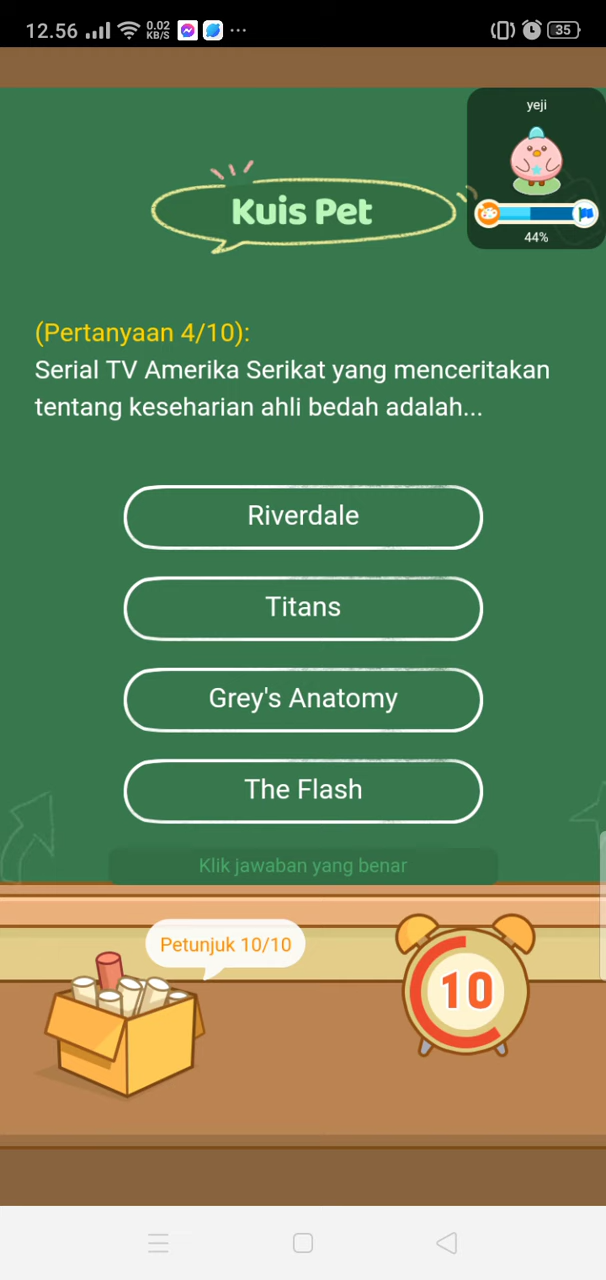 12.56
0.02
KB/S
35
yeji
44%
Kuis Pet
(Pertanyaan 4/10):
Serial TV Amerika Serikat yang menceritakan
tentang keseharian ahli bedah adalah...
Riverdale
Titans
Grey's Anatomy
The Flash
Klik jawaban yang benar
Petunjuk 10/10
10